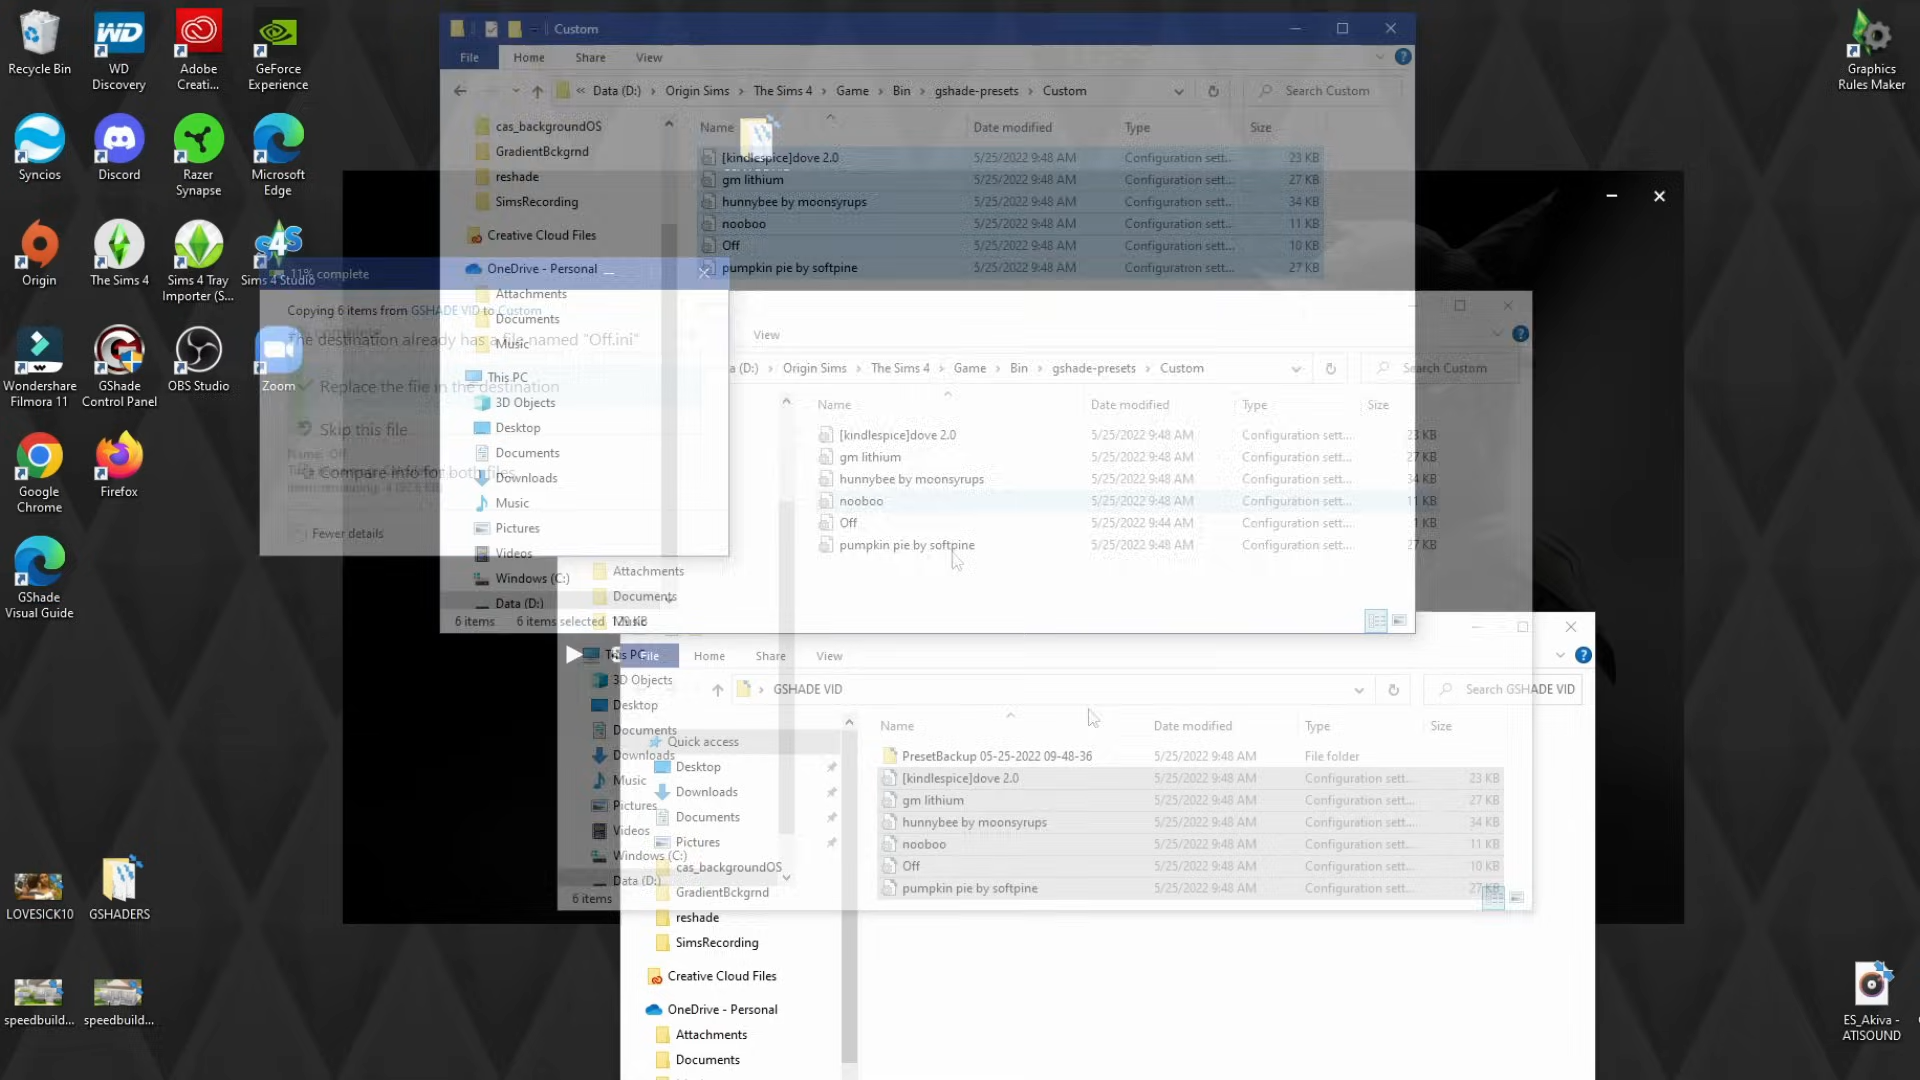 Recycle Bin
WD Discovery
Adobe Creati...
GeForce Experience
Syncios
Discord
Razer Synapse
Microsoft Edge
Origin
The Sims 4
Sims 4 Tray Importer (S...
Sims 4 Studio
Wondershare Filmora 11
GShade Control Panel
OBS Studio
Zoom
Google Chrome
Firefox
GShade Visual Guide
LOVESICK10
GSHADERS
speedbuild...
speedbuild...
Graphics Rules Maker
ES_Akiva - ATISOUND
Custom
File Home Share View
« Data (D:) > Origin Sims > The Sims 4 > Game > Bin > gshade-presets > Custom
Search Custom
Name Date modified Type Size
[kindlespice]dove 2.0 5/25/2022 9:48 AM Configuration sett... 23 KB
gm lithium 5/25/2022 9:48 AM Configuration sett... 27 KB
hunnybee by moonsyrups 5/25/2022 9:48 AM Configuration sett... 34 KB
nooboo 5/25/2022 9:48 AM Configuration sett... 11 KB
Off 5/25/2022 9:48 AM Configuration sett... 10 KB
pumpkin pie by softpine 5/25/2022 9:48 AM Configuration sett... 27 KB
cas_backgroundOS
GradientBckgrnd
reshade
SimsRecording
Creative Cloud Files
OneDrive - Personal
Attachments
Documents
Music
This PC
3D Objects
Desktop
Documents
Downloads
Music
Pictures
Videos
Windows (C:)
Data (D:)
6 items 6 items selected 129 KB
11% complete
Copying 6 items from GSHADE VID to Custom
The destination already has a file named "Off.ini"
Replace the file in the destination
Skip this file
Name: Off
Compare info for both files
Fewer details
View
a (D:) > Origin Sims > The Sims 4 > Game > Bin > gshade-presets > Custom
Search Custom
Name Date modified Type Size
[kindlespice]dove 2.0 5/25/2022 9:48 AM Configuration sett... 23 KB
gm lithium 5/25/2022 9:48 AM Configuration sett... 27 KB
hunnybee by moonsyrups 5/25/2022 9:48 AM Configuration sett... 34 KB
nooboo 5/25/2022 9:48 AM Configuration sett... 11 KB
Off 5/25/2022 9:44 AM Configuration sett... 1 KB
pumpkin pie by softpine 5/25/2022 9:48 AM Configuration sett... 27 KB
Attachments
Documents
Music
This PC
3D Objects
Desktop
Documents
Downloads
Music
Pictures
Videos
Windows (C:)
Data (D:)
6 items
File Home Share View
> GSHADE VID
Search GSHADE VID
Name Date modified Type Size
PresetBackup 05-25-2022 09-48-36 5/25/2022 9:48 AM File folder
[kindlespice]dove 2.0 5/25/2022 9:48 AM Configuration sett... 23 KB
gm lithium 5/25/2022 9:48 AM Configuration sett... 27 KB
hunnybee by moonsyrups 5/25/2022 9:48 AM Configuration sett... 34 KB
nooboo 5/25/2022 9:48 AM Configuration sett... 11 KB
Off 5/25/2022 9:48 AM Configuration sett... 10 KB
pumpkin pie by softpine 5/25/2022 9:48 AM Configuration sett... 27 KB
Quick access
Desktop
Downloads
Documents
Pictures
cas_backgroundOS
GradientBckgrnd
reshade
SimsRecording
Creative Cloud Files
OneDrive - Personal
Attachments
Documents